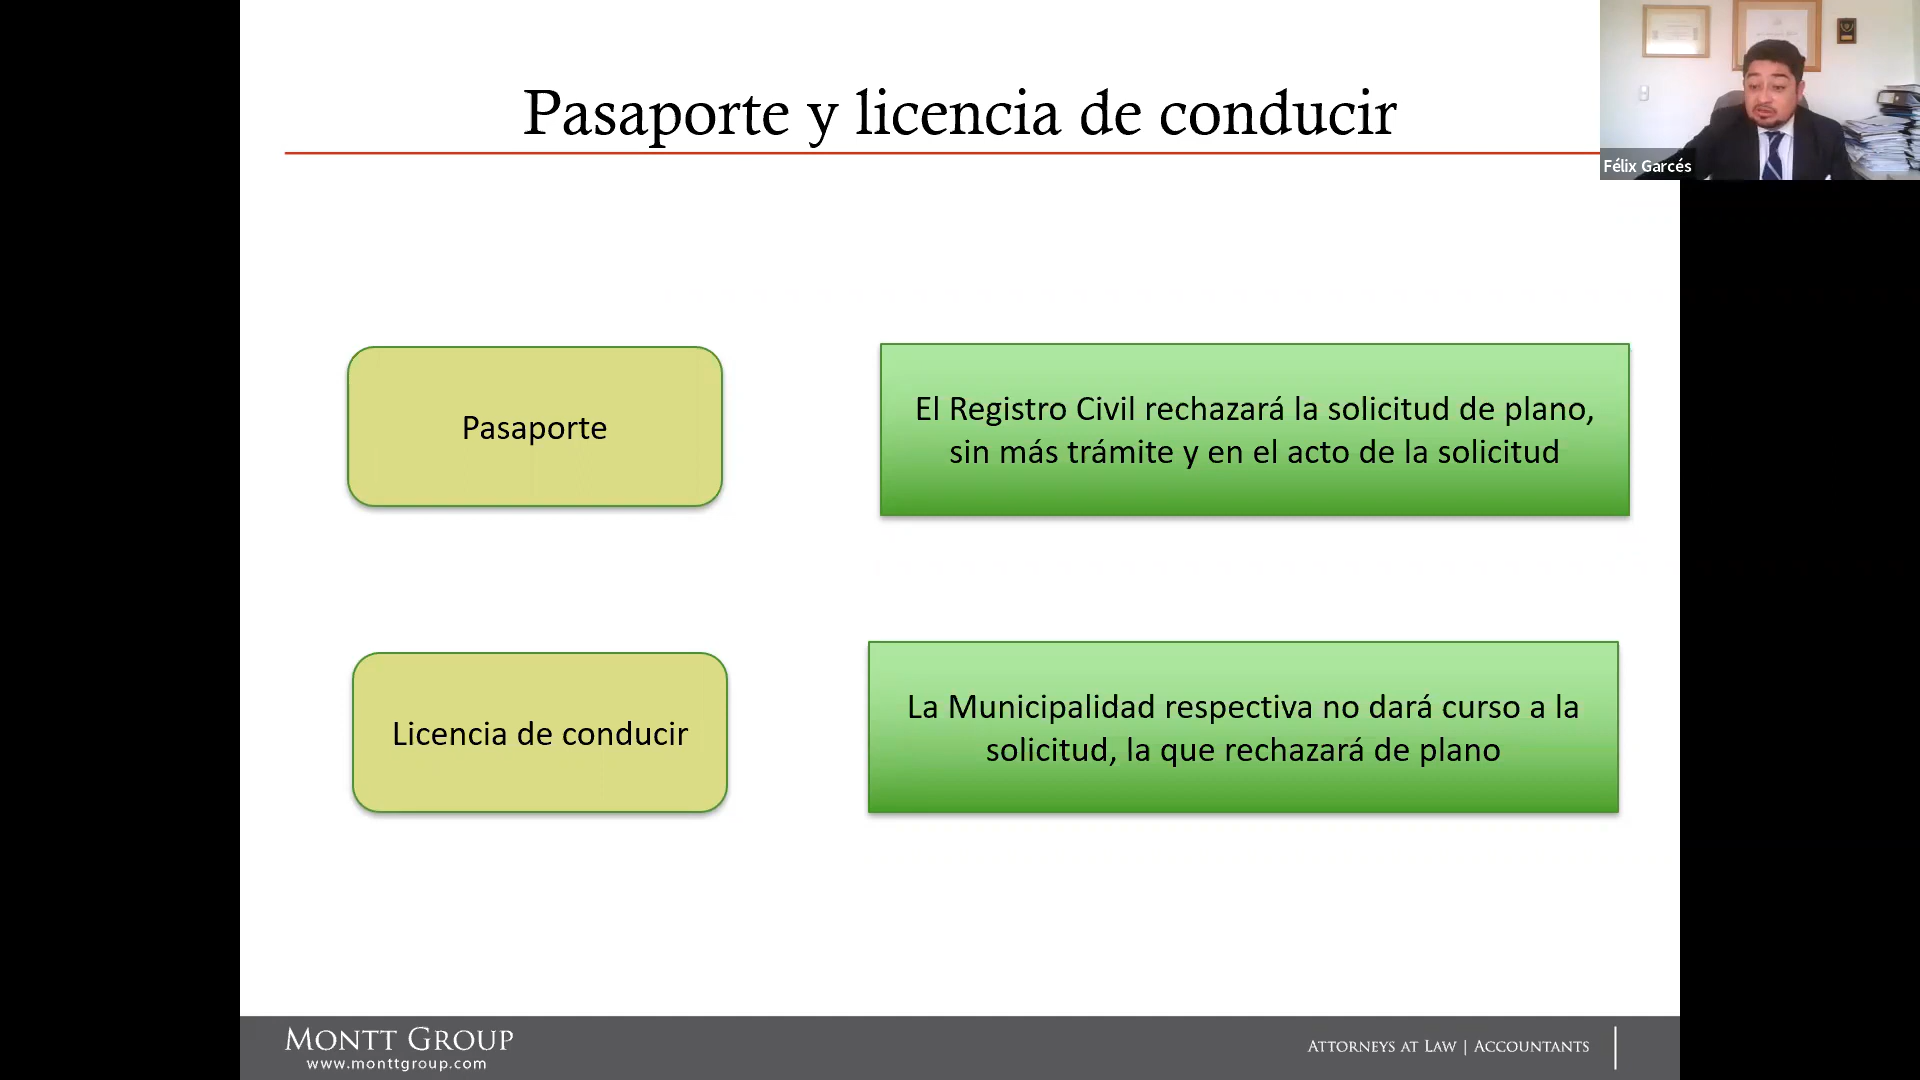 Pasaporte y licencia de conducir
Félix Garcés
Pasaporte
El Registro Civil rechazará la solicitud de plano,
sin más trámite y en el acto de la solicitud
Licencia de conducir
La Municipalidad respectiva no dará curso a la
solicitud, la que rechazará de plano
MONTT GROUP
www.monttgroup.com
ATTORNEYS AT LAW | ACCOUNTANTS